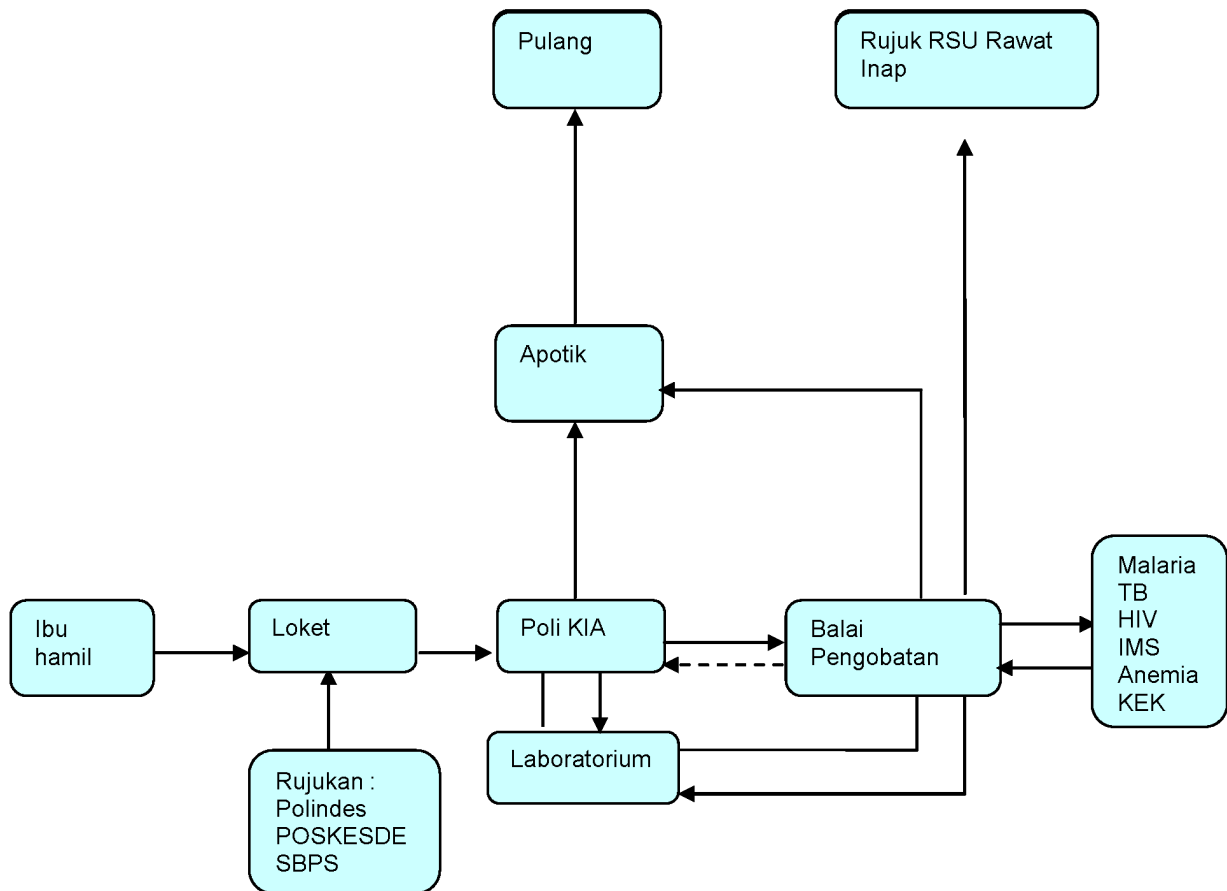 Pulang
Rujuk RSU Rawat
Inap
Apotik
Ibu
hamil
Loket
Poli KIA
Balai
Pengobatan
Malaria
TB
HIV
IMS
Anemia
KEK
Laboratorium
Rujukan :
Polindes
POSKESDE
SBPS